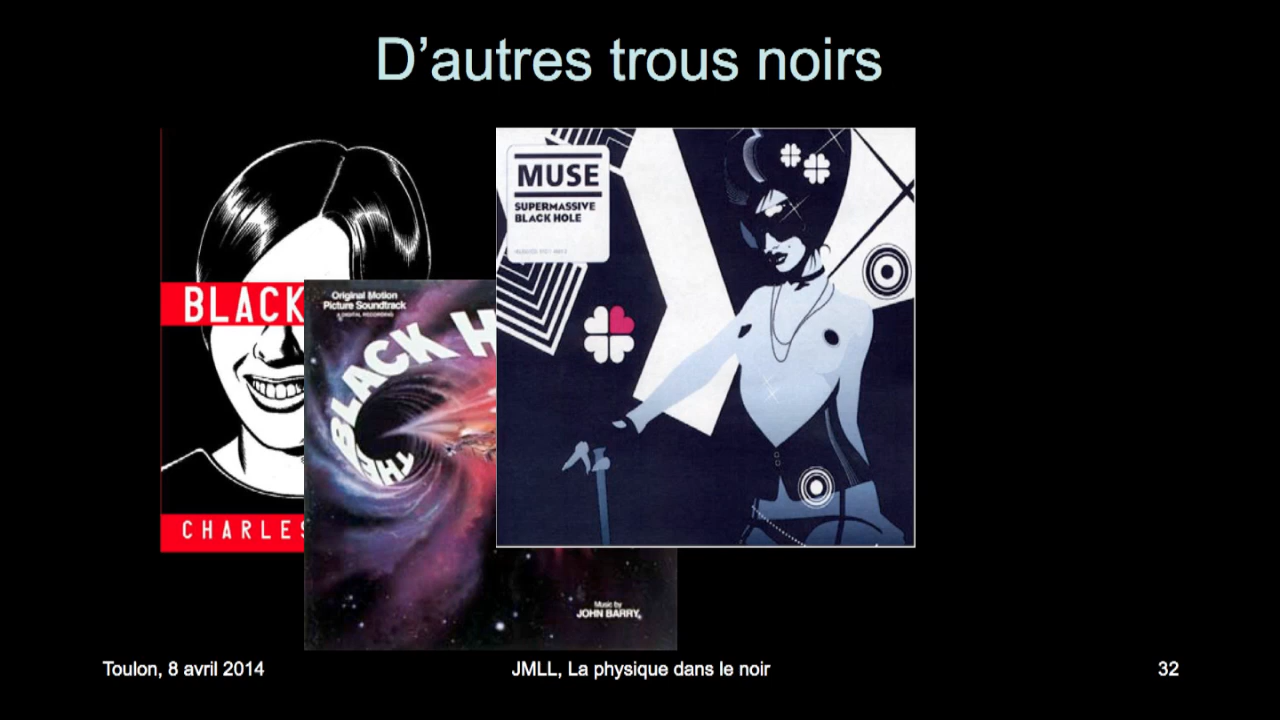 D’autres trous noirs
BLACK
CHARLES
Original Motion
Picture Soundtrack
A DIGITAL RECORDING
THE BLACK H
Music by
JOHN BARRY
MUSE
SUPERMASSIVE
BLACK HOLE
Toulon, 8 avril 2014
JMLL, La physique dans le noir
32